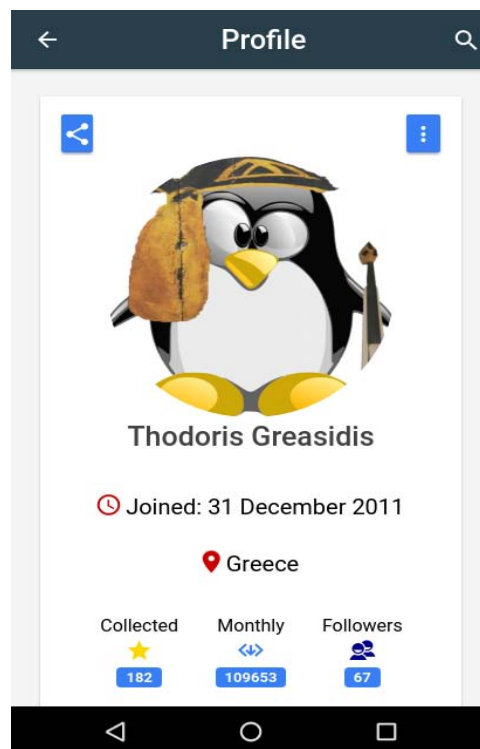 Profile
Thodoris Greasidis
Joined: 31 December 2011
Greece
Collected Monthly Followers
182 109653 67